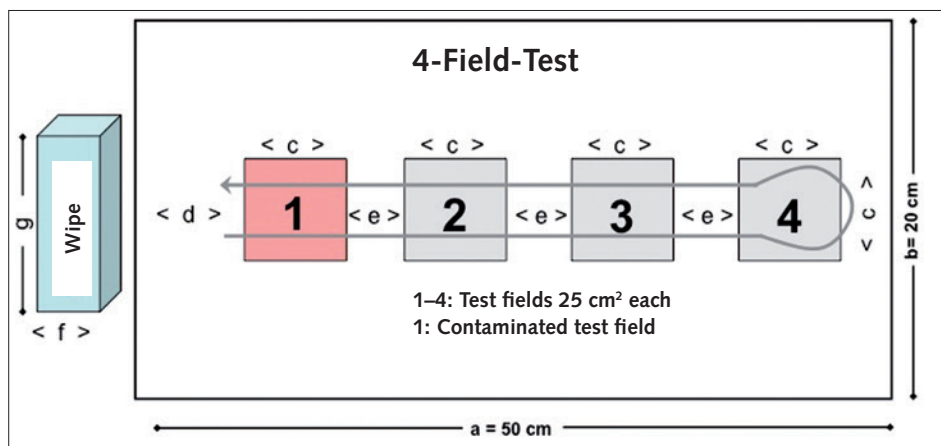 4-Field-Test
< c >
< c >
< c >
< c >
g
Wipe
< d >
1
< e >
2
< e >
3
< e >
4
< c >
b= 20 cm
< f >
1–4: Test fields 25 cm² each
1: Contaminated test field
a = 50 cm